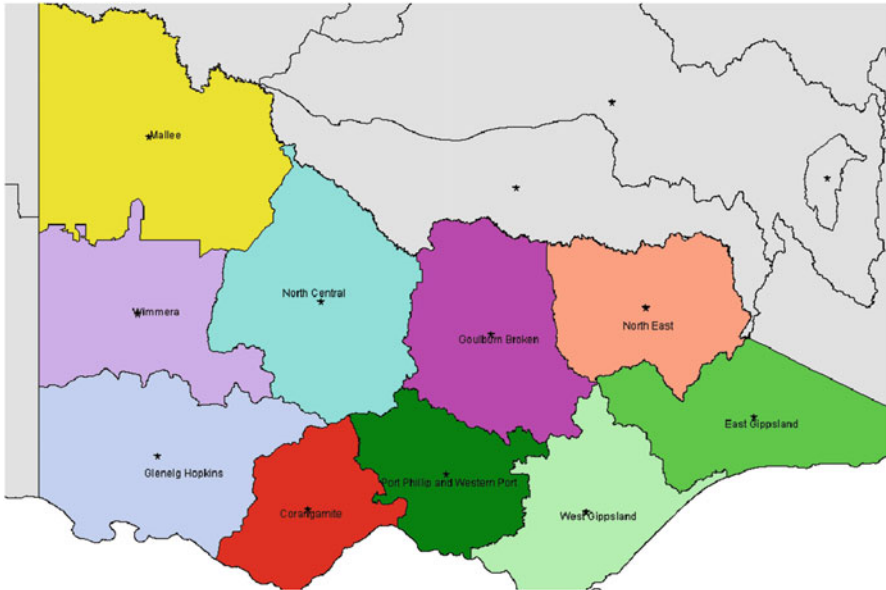 Mallee
North Central
Wimmera
North East
Goulburn Broken
East Gippsland
Glenelg Hopkins
Port Phillip and Western Port
Corangamite
West Gippsland